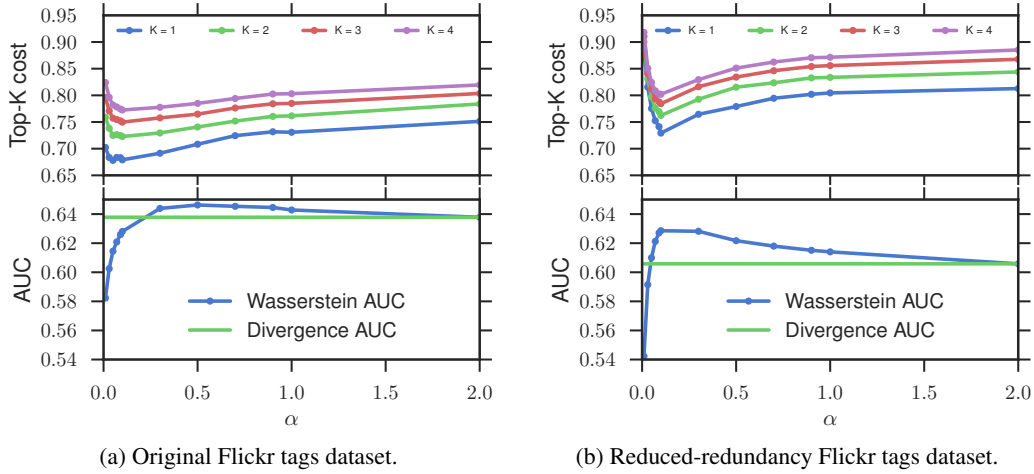 K = 1 K = 2 K = 3 K = 4
0.95
0.90
0.85
0.80
0.75
0.70
0.65
Top-K cost
0.64
0.62
0.60
0.58
0.56
0.54
AUC
Wasserstein AUC
Divergence AUC
0.0 0.5 1.0 1.5 2.0
α
(a) Original Flickr tags dataset.
K = 1 K = 2 K = 3 K = 4
0.95
0.90
0.85
0.80
0.75
0.70
0.65
Top-K cost
0.64
0.62
0.60
0.58
0.56
0.54
AUC
Wasserstein AUC
Divergence AUC
0.0 0.5 1.0 1.5 2.0
α
(b) Reduced-redundancy Flickr tags dataset.